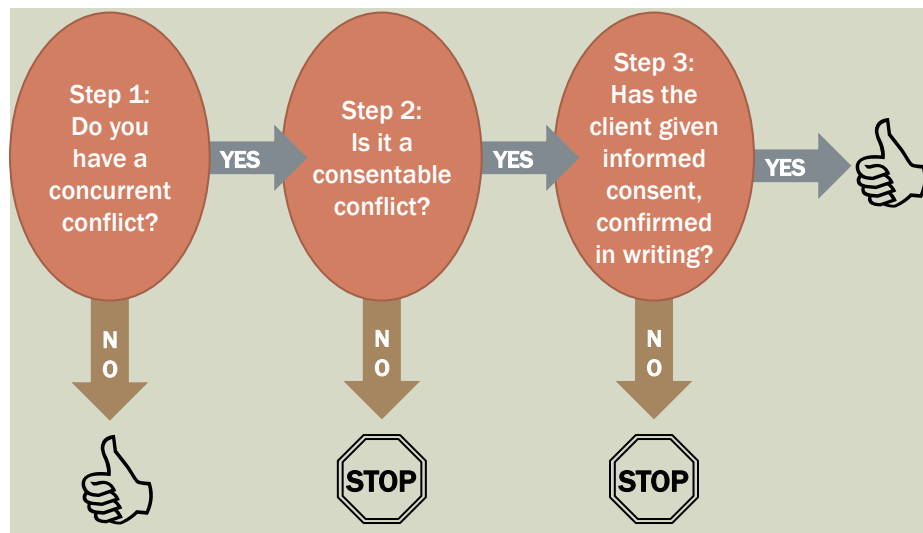 Step 1:
Do you
have a
concurrent
conflict?
YES
Step 2:
Is it a
consentable
conflict?
YES
Step 3:
Has the
client given
informed
consent,
confirmed
in writing?
YES
N
O
N
O
N
O
STOP
STOP